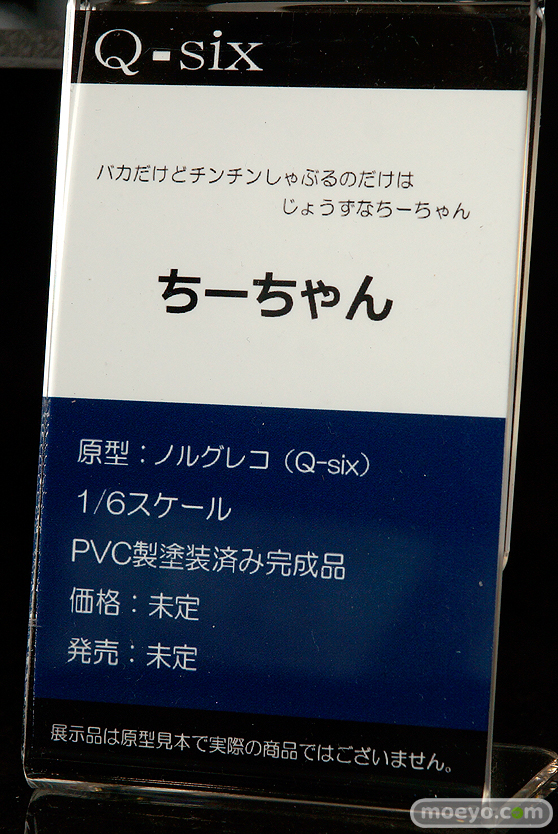 Q-six
バカだけどチンチンしゃぶるのだけは
じょうずなちーちゃん
ちーちゃん
原型：ノルグレコ（Q-six）
1/6スケール
PVC製塗装済み完成品
価格：未定
発売：未定
展示品は原型見本で実際の商品ではございません。
moeyo.com